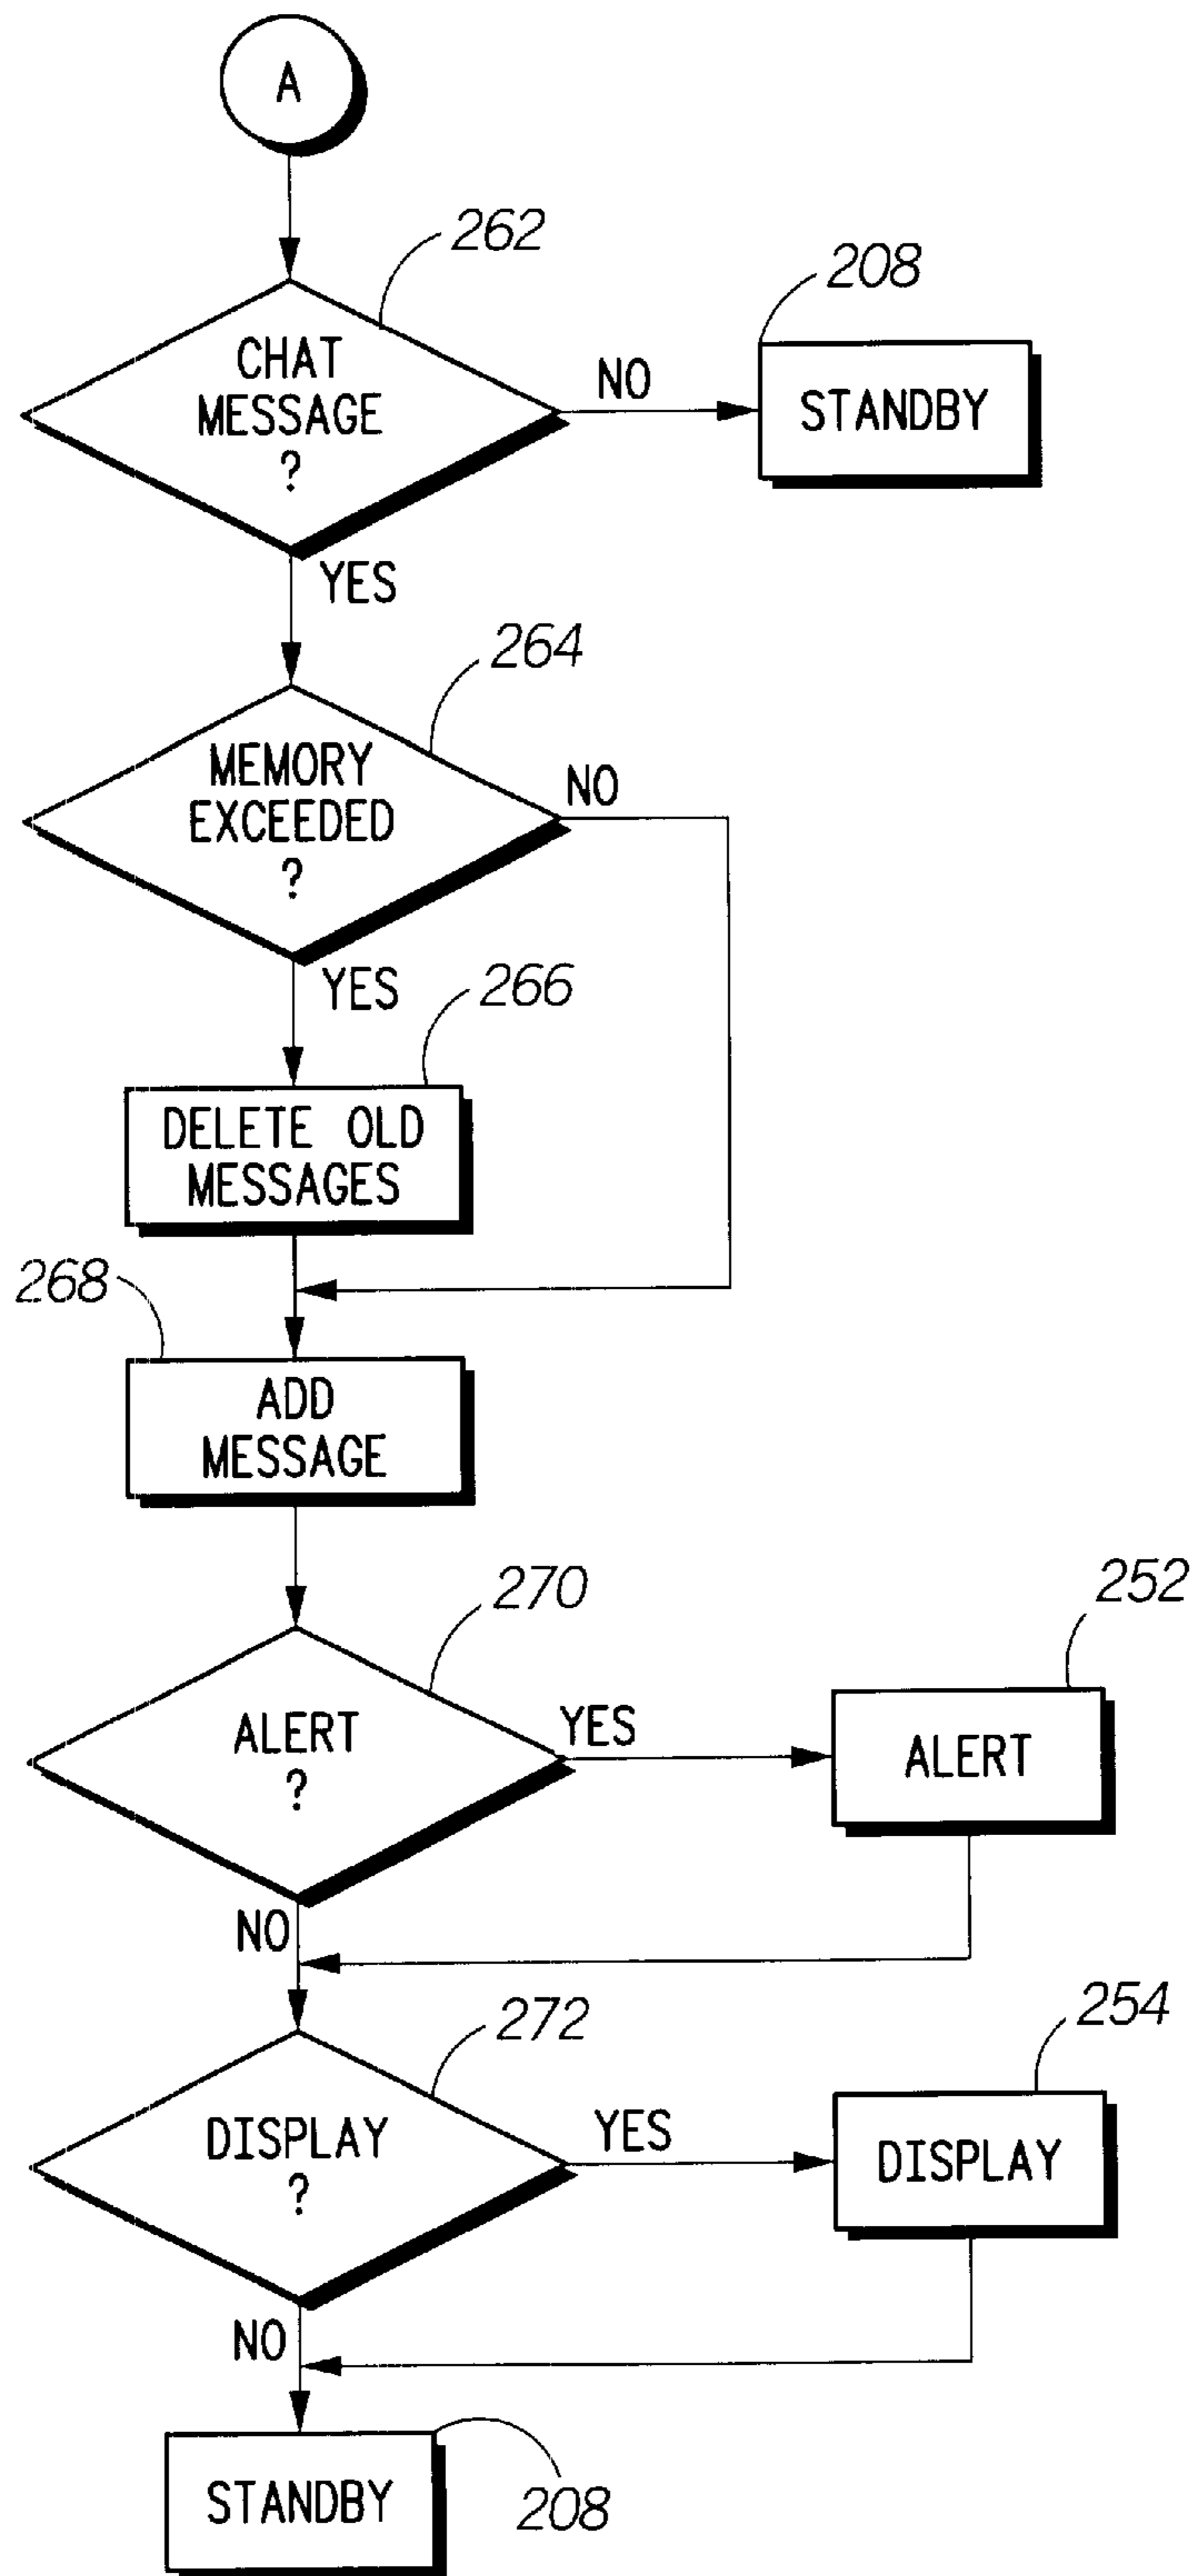 A
262
208
CHAT
MESSAGE
?
NO
STANDBY
YES
264
MEMORY
EXCEEDED
?
NO
YES
266
DELETE OLD
MESSAGES
268
ADD
MESSAGE
270
252
ALERT
?
YES
ALERT
NO
272
254
DISPLAY
?
YES
DISPLAY
NO
STANDBY
208